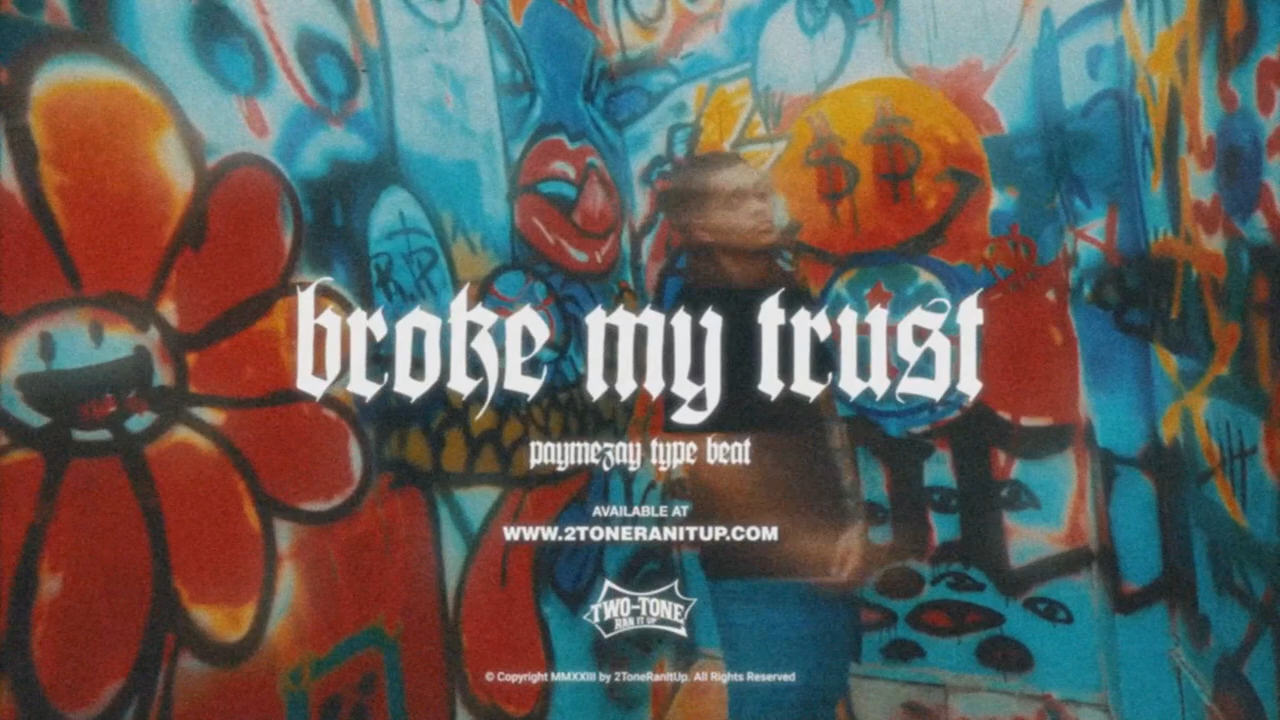 $ $
R.R
broke my trust
paymezay type beat
AVAILABLE AT
WWW.2TONERANITUP.COM
TWO-TONE
RAN IT UP
© Copyright MMXXIII by 2ToneRanItUp. All Rights Reserved